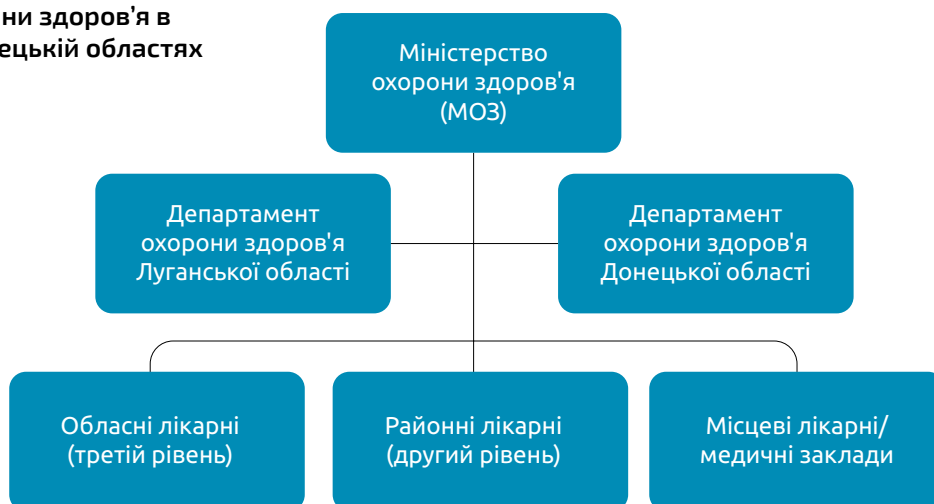 ни здоров’я в
ецькій областях
Міністерство
охорони здоров'я
(МОЗ)
Департамент
охорони здоров'я
Луганської області
Департамент
охорони здоров'я
Донецької області
Обласні лікарні
(третій рівень)
Районні лікарні
(другий рівень)
Місцеві лікарні/
медичні заклади